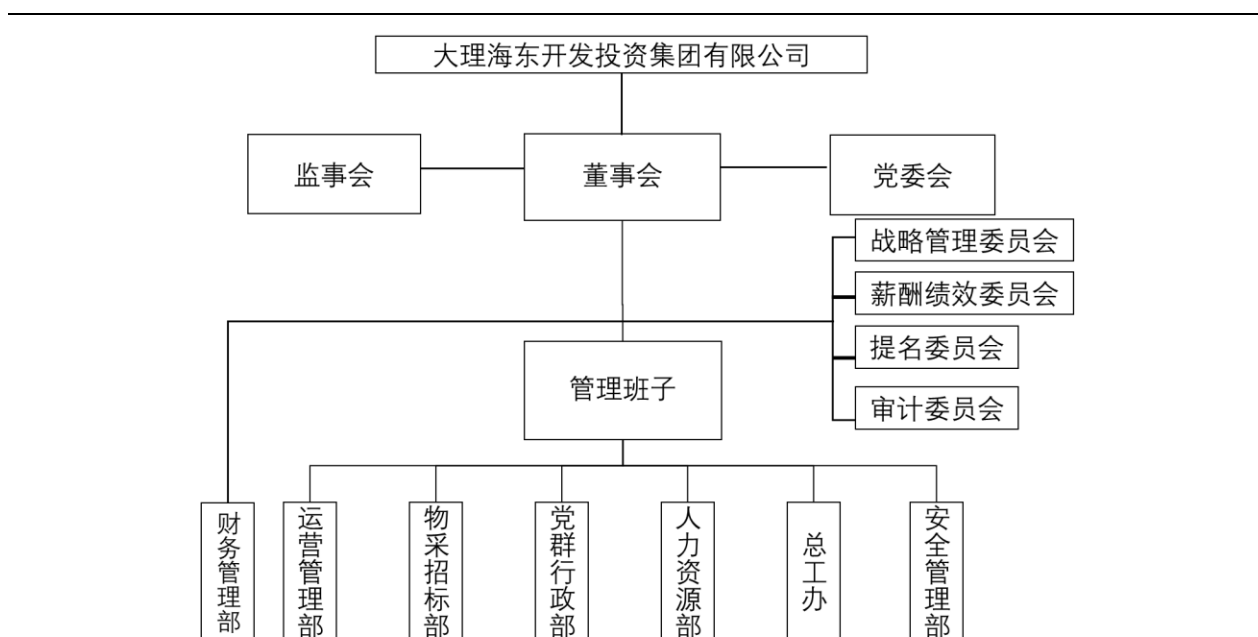 大理海东开发投资集团有限公司
监事会
董事会
党委会
战略管理委员会
薪酬绩效委员会
提名委员会
审计委员会
管理班子
财务管理部
运营管理部
物采招标部
党群行政部
人力资源部
总工办
安全管理部